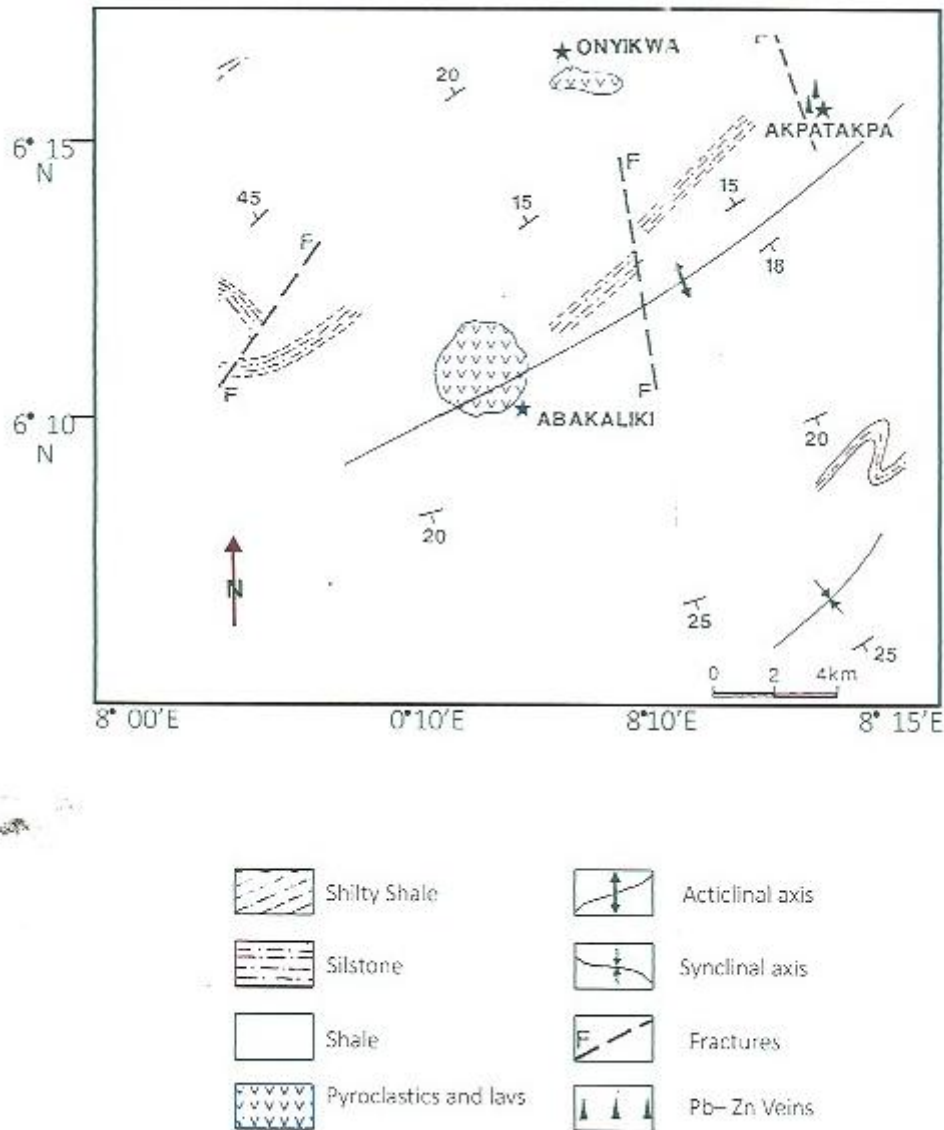 ONYIKWA
20
F
AKPATAKPA
6° 15
N
F
45
15
15
F
18
F
F
6° 10
N
ABAKALIKI
20
20
N
25
25
0 2 4km
8° 00'E 0°10'E 8°10'E 8° 15'E
Shilty Shale
Acticlinal axis
Silstone
Synclinal axis
Shale
F
Fractures
Pyroclastics and lavs
Pb–Zn Veins